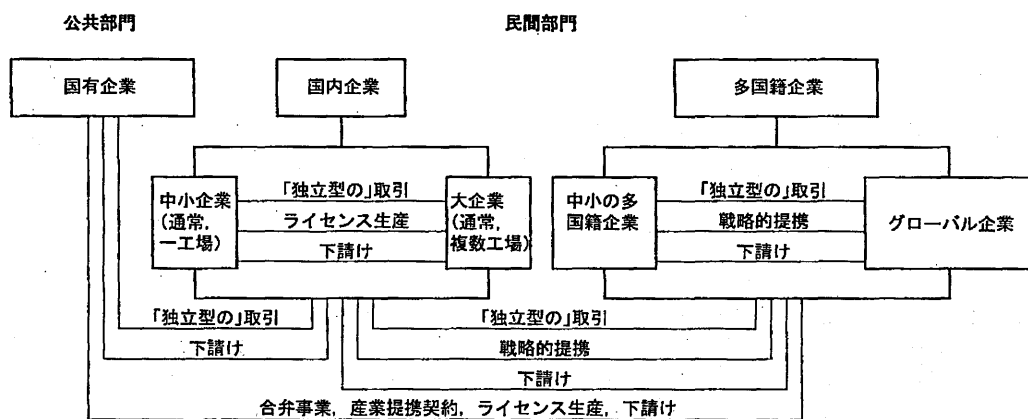 公共部門
民間部門
国有企業
国内企業
多国籍企業
中小企業
(通常,
一工場)
「独立型の」取引
ライセンス生産
下請け
大企業
(通常,
複数工場)
中小の多
国籍企業
「独立型の」取引
戦略的提携
下請け
グローバル企業
「独立型の」取引
下請け
「独立型の」取引
戦略的提携
下請け
合弁事業, 産業提携契約, ライセンス生産, 下請け